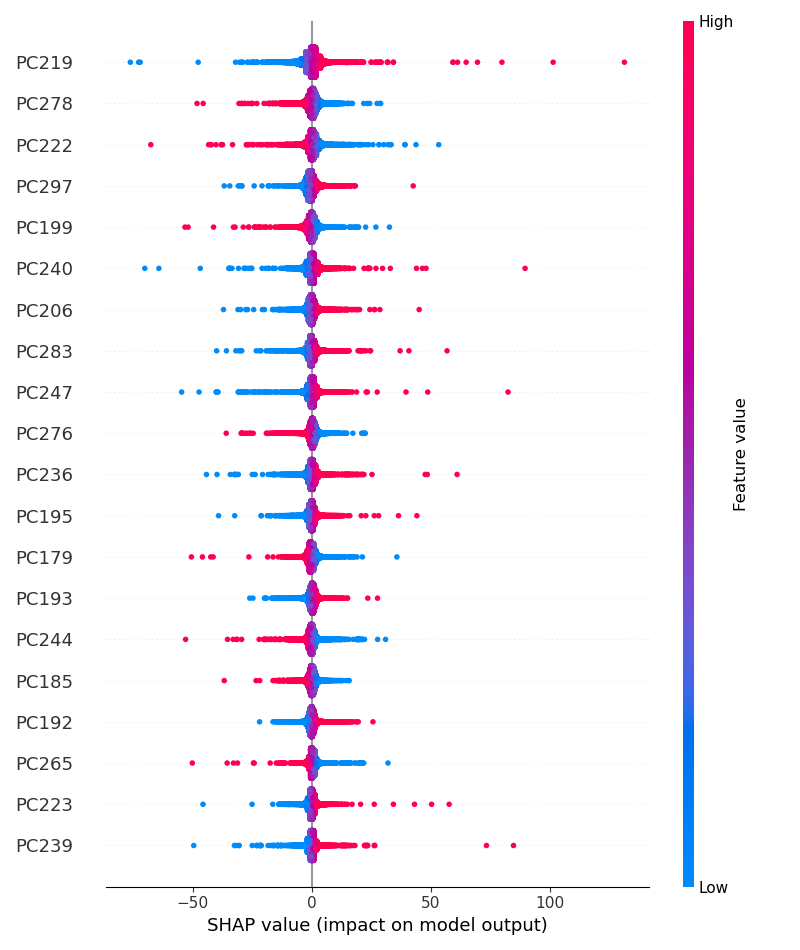 High
PC219
PC278
PC222
PC297
PC199
PC240
PC206
PC283
PC247
PC276
PC236
PC195
PC179
PC193
PC244
PC185
PC192
PC265
PC223
PC239
Feature value
Low
−50 0 50 100
SHAP value (impact on model output)